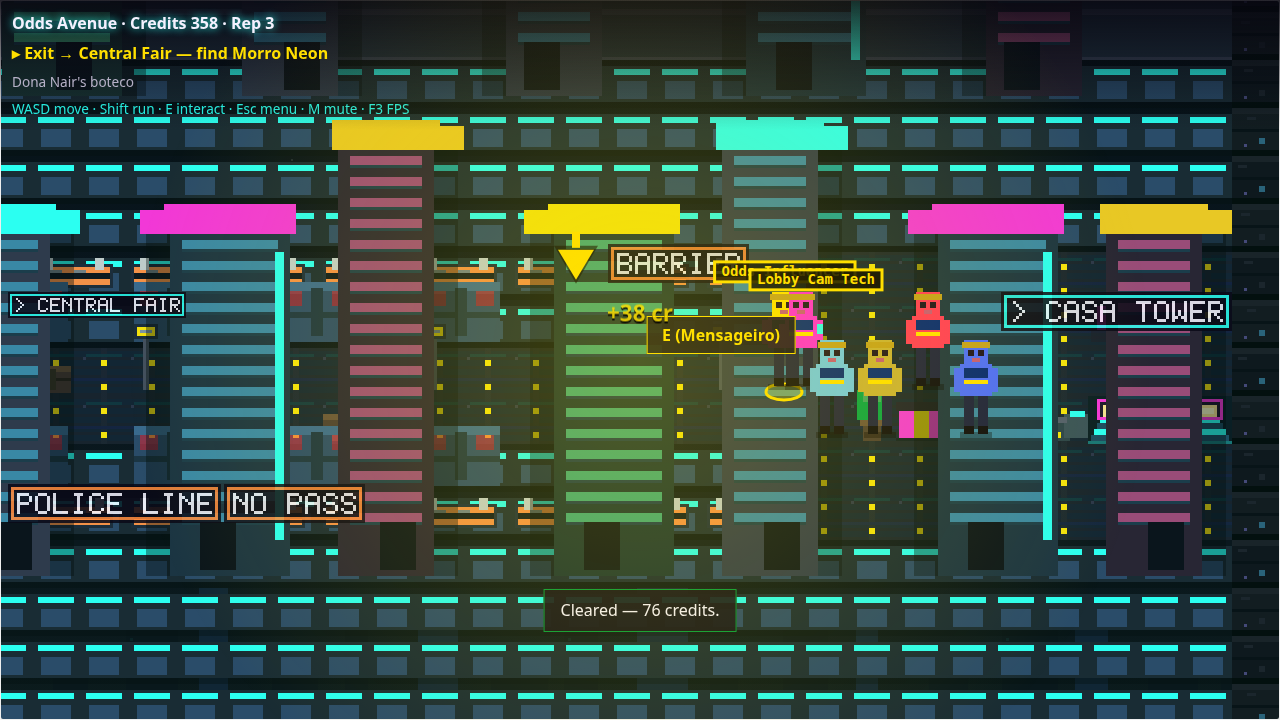 Odds Avenue · Credits 358 · Rep 3
▸ Exit → Central Fair — find Morro Neon
Dona Nair's boteco
WASD move · Shift run · E interact · Esc menu · M mute · F3 FPS
BARRIER
Lobby Cam Tech
> CENTRAL FAIR
> CASA TOWER
+38 cr
E (Mensageiro)
POLICE LINE
NO PASS
Cleared — 76 credits.